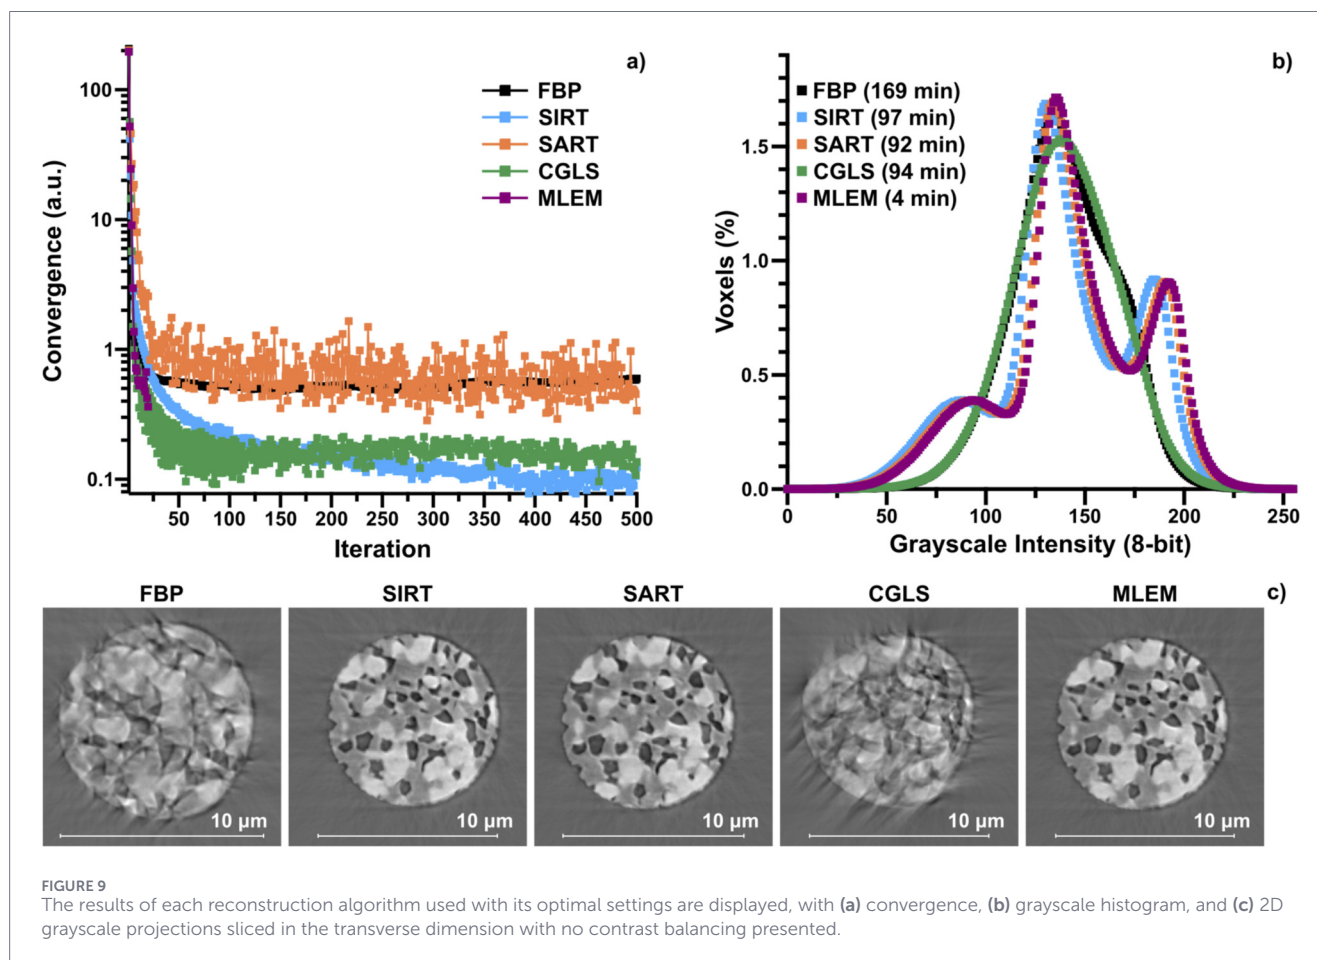 a)
100
10
1
0.1
Convergence (a.u.)
FBP
SIRT
SART
CGLS
MLEM
50 100 150 200 250 300 350 400 450 500
Iteration
b)
1.5
1.0
0.5
0.0
Voxels (%)
FBP (169 min)
SIRT (97 min)
SART (92 min)
CGLS (94 min)
MLEM (4 min)
0 50 100 150 200 250
Grayscale Intensity (8-bit)
FBP SIRT SART CGLS MLEM c)
10 µm 10 µm 10 µm 10 µm 10 µm
FIGURE 9
The results of each reconstruction algorithm used with its optimal settings are displayed, with (a) convergence, (b) grayscale histogram, and (c) 2D
grayscale projections sliced in the transverse dimension with no contrast balancing presented.